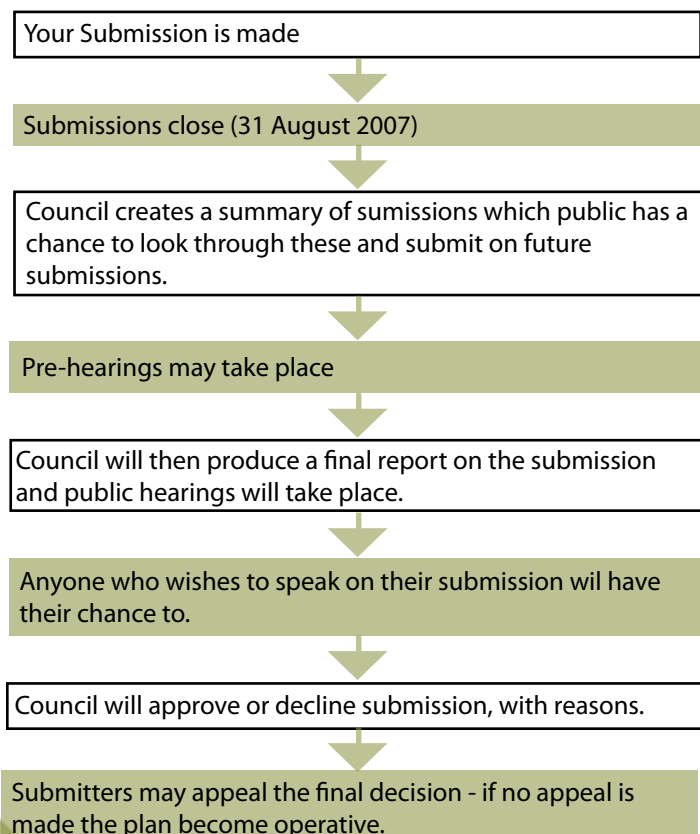 Your Submission is made
Submissions close (31 August 2007)
Council creates a summary of sumissions which public has a
chance to look through these and submit on future
submissions.
Pre-hearings may take place
Council will then produce a final report on the submission
and public hearings will take place.
Anyone who wishes to speak on their submission wil have
their chance to.
Council will approve or decline submission, with reasons.
Submitters may appeal the final decision - if no appeal is
made the plan become operative.